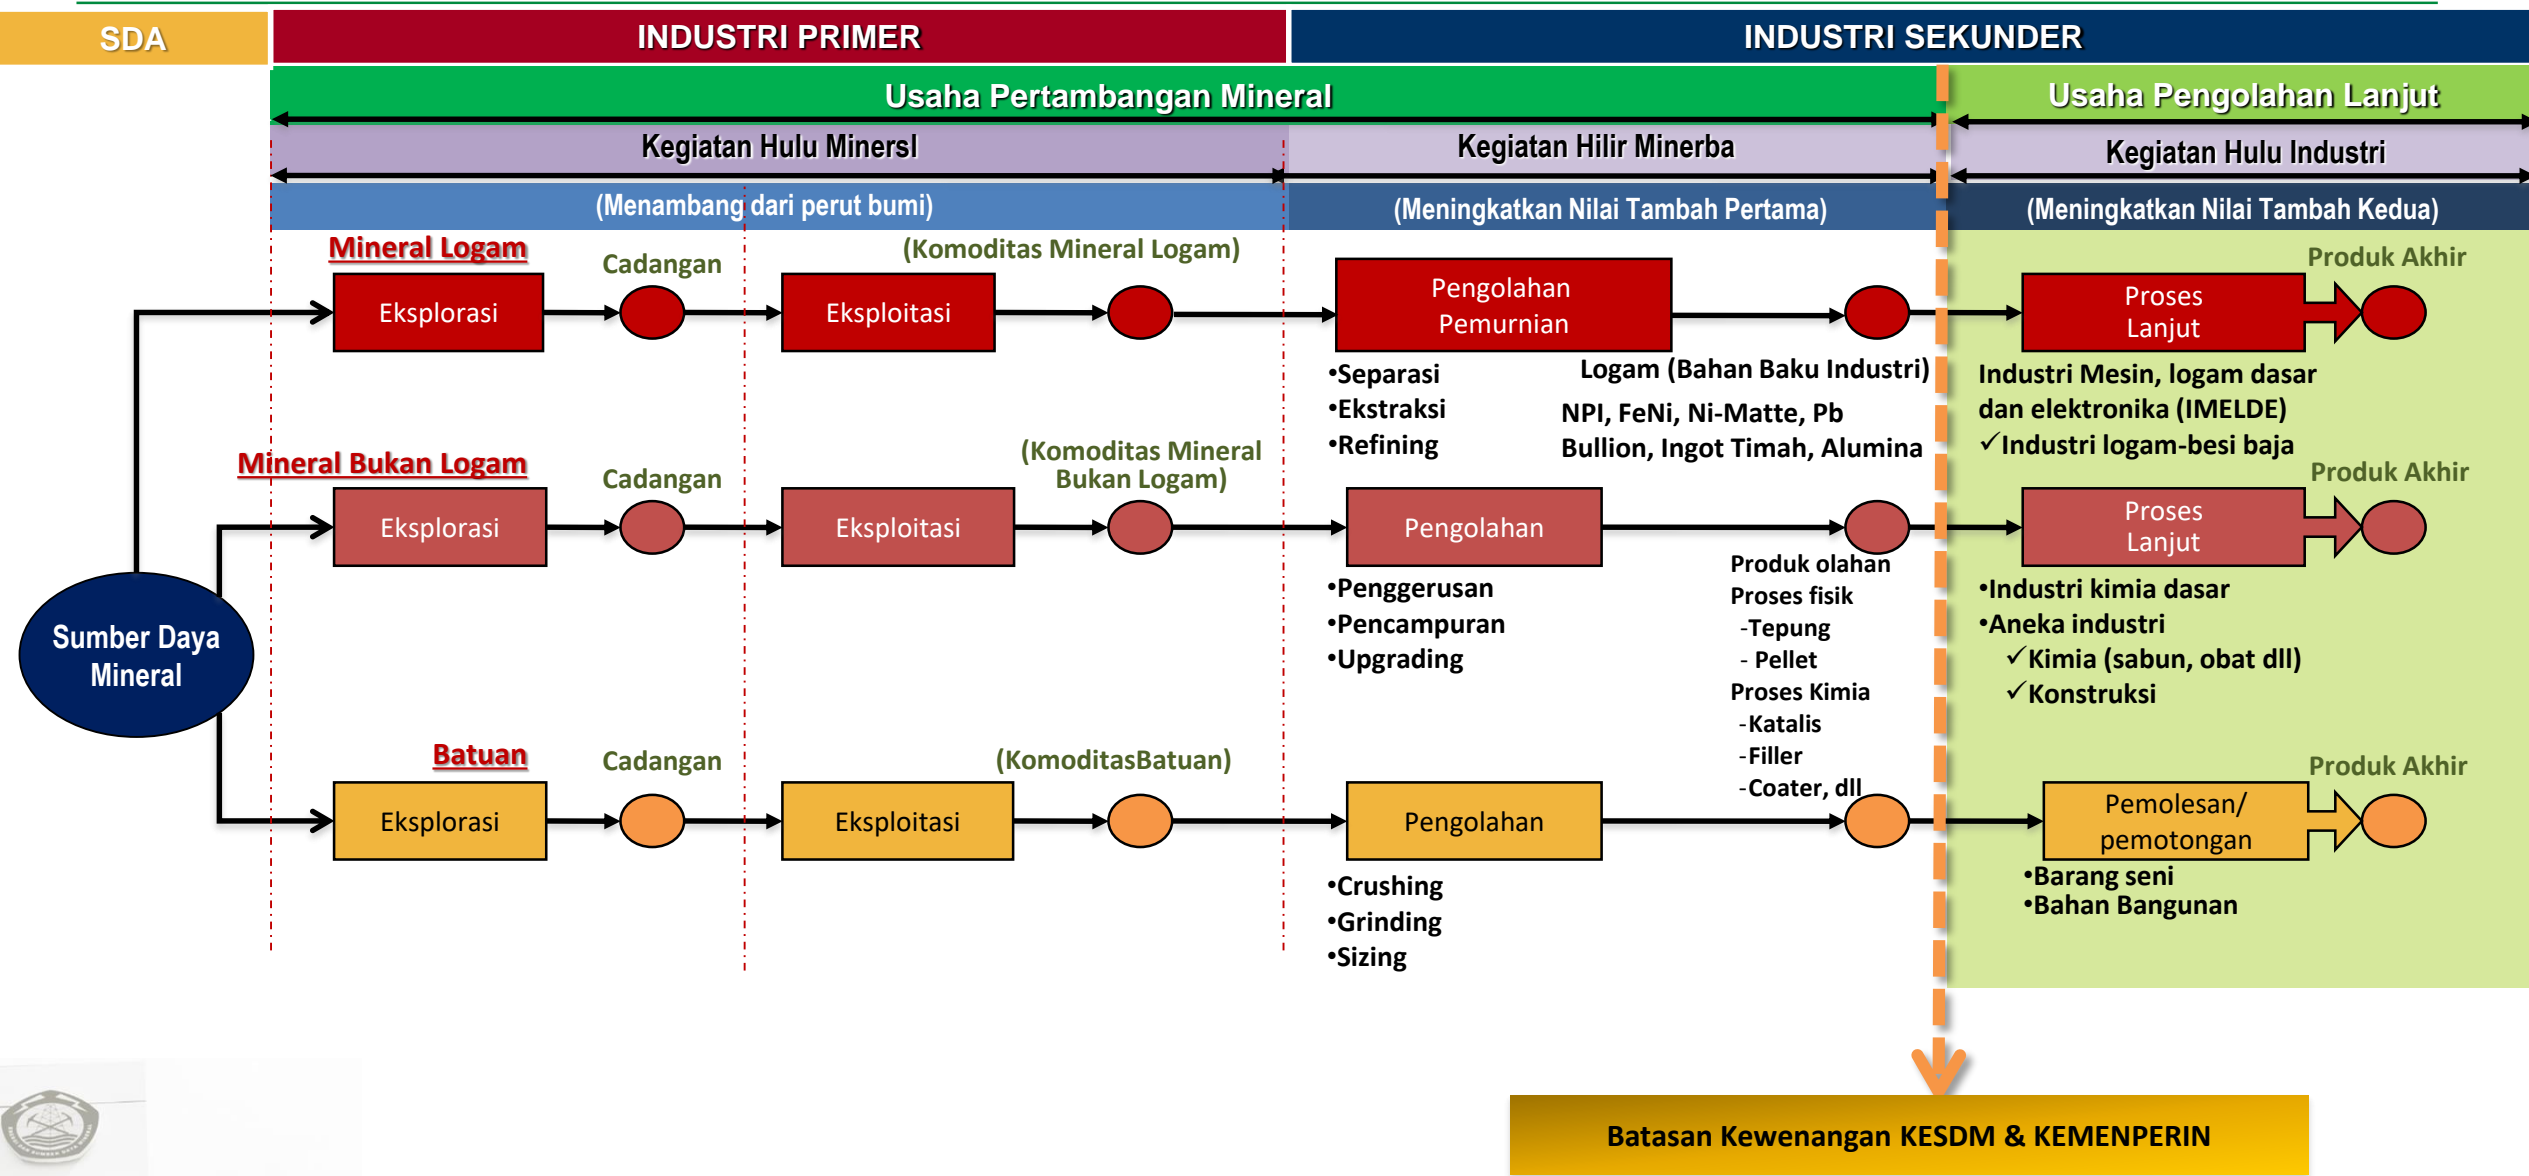 SDA
INDUSTRI PRIMER
INDUSTRI SEKUNDER
Usaha Pertambangan Mineral
Usaha Pengolahan Lanjut
Kegiatan Hulu Minersl
Kegiatan Hilir Minerba
Kegiatan Hulu Industri
(Menambang dari perut bumi)
(Meningkatkan Nilai Tambah Pertama)
(Meningkatkan Nilai Tambah Kedua)
Sumber Daya
Mineral
Mineral Logam
Eksplorasi
Cadangan
Eksploitasi
(Komoditas Mineral Logam)
Pengolahan
Pemurnian
•Separasi
•Ekstraksi
•Refining
Logam (Bahan Baku Industri)
NPI, FeNi, Ni-Matte, Pb
Bullion, Ingot Timah, Alumina
Proses
Lanjut
Produk Akhir
Industri Mesin, logam dasar
dan elektronika (IMELDE)
✓Industri logam-besi baja
Mineral Bukan Logam
Eksplorasi
Cadangan
Eksploitasi
(Komoditas Mineral
Bukan Logam)
Pengolahan
•Penggerusan
•Pencampuran
•Upgrading
Produk olahan
Proses fisik
-Tepung
- Pellet
Proses Kimia
-Katalis
-Filler
-Coater, dll
Proses
Lanjut
Produk Akhir
•Industri kimia dasar
•Aneka industri
✓Kimia (sabun, obat dll)
✓Konstruksi
Batuan
Eksplorasi
Cadangan
Eksploitasi
(KomoditasBatuan)
Pengolahan
•Crushing
•Grinding
•Sizing
Pemolesan/
pemotongan
Produk Akhir
•Barang seni
•Bahan Bangunan
Batasan Kewenangan KESDM & KEMENPERIN